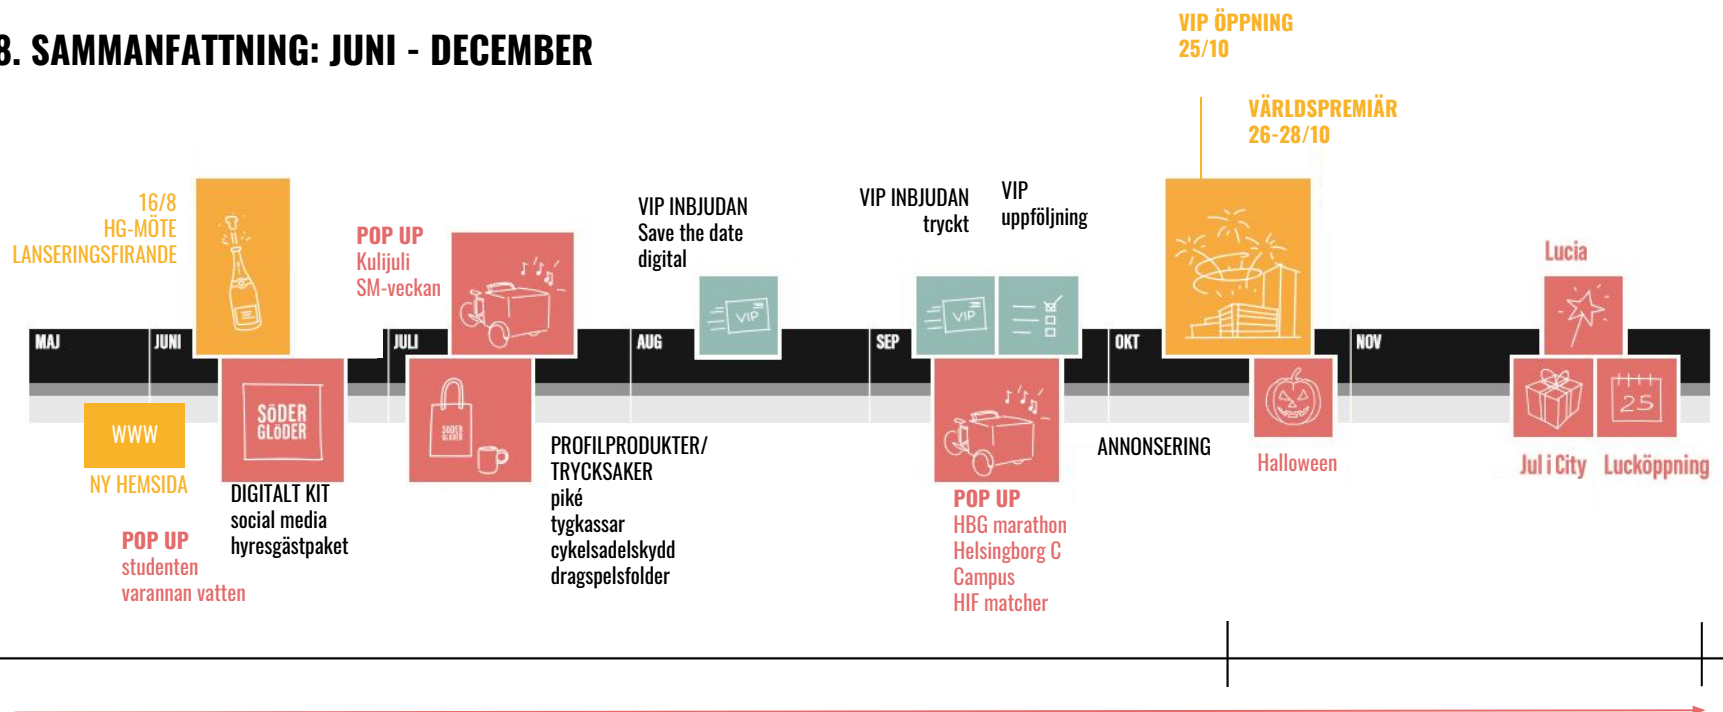 8. SAMMANFATTNING: JUNI - DECEMBER
VIP ÖPPNING
25/10
VÄRLDSPREMIÄR
26-28/10
16/8
HG-MÖTE
LANSERINGSFIRANDE
POP UP
Kulijuli
SM-veckan
VIP INBJUDAN
Save the date
digital
VIP INBJUDAN
tryckt
VIP
uppföljning
Lucia
VIP
VIP
MAJ
JUNI
JULI
AUG
SEP
OKT
NOV
WWW
NY HEMSIDA
SÖDER
GLÖDER
SÖDER
GLÖDER
25
POP UP
studenten
varannan vatten
DIGITALT KIT
social media
hyresgästpaket
PROFILPRODUKTER/
TRYCKSAKER
piké
tygkassar
cykelsadelskydd
dragspelsfolder
POP UP
HBG marathon
Helsingborg C
Campus
HIF matcher
ANNONSERING
Halloween
Jul i City
Lucköppning